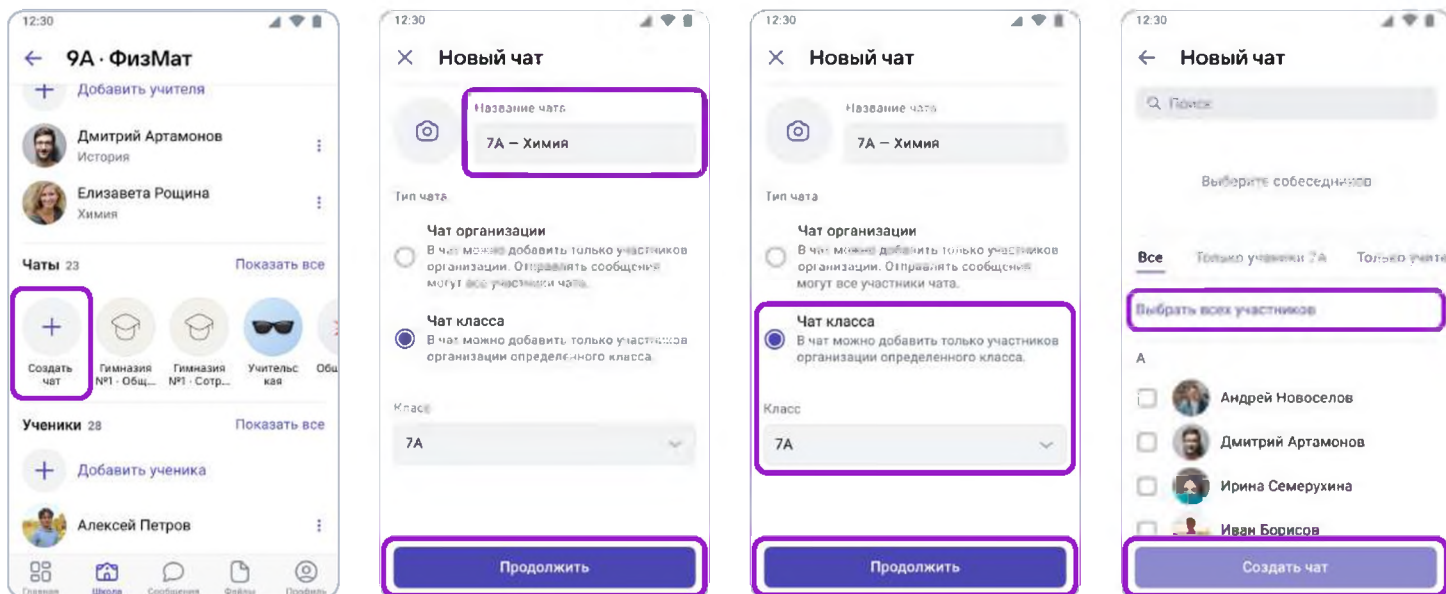 12:30
9А · ФизМат
Добавить учителя
Дмитрий Артамонов
История
Елизавета Рощина
Химия
Чаты 23
Показать все
Создать чат
Гимназия №1 · Общ...
Гимназия №1 · Сотр...
Учительс кая
Общ
Ученики 28
Показать все
Добавить ученика
Алексей Петров
Главная
Школа
Сообщения
Файлы
Профиль
12:30
Новый чат
Название чата
7А — Химия
Тип чата
Чат организации
В чат можно добавить только участников
организации. Отправлять сообщения
могут все участники чата.
Чат класса
В чат можно добавить только участников
организации определенного класса.
Класс
7А
Продолжить
12:30
Новый чат
Название чата
7А — Химия
Тип чата
Чат организации
В чат можно добавить только участников
организации. Отправлять сообщения
могут все участники чата.
Чат класса
В чат можно добавить только участников
организации определенного класса.
Класс
7А
Продолжить
12:30
Новый чат
Поиск
Выберите собеседников
Все
Только ученики 7А
Только учите
Выбрать всех участников
А
Андрей Новоселов
Дмитрий Артамонов
Ирина Семерухина
Иван Борисов
Создать чат